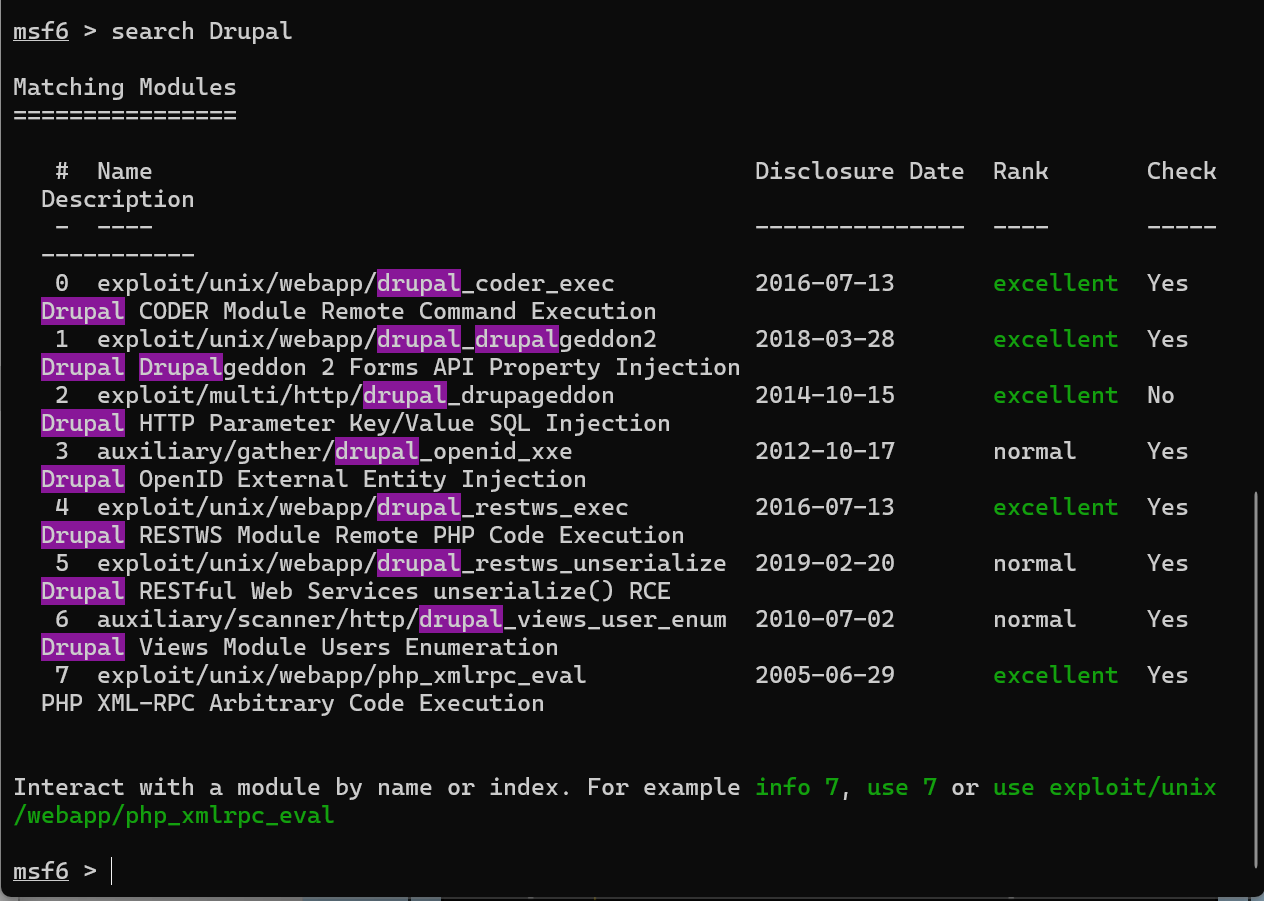 msf6 > search Drupal
Matching Modules
================
# Name Disclosure Date Rank Check
Description
- ---- --------------- ---- -----
-----------
0 exploit/unix/webapp/drupal_coder_exec 2016-07-13 excellent Yes
Drupal CODER Module Remote Command Execution
1 exploit/unix/webapp/drupal_drupalgeddon2 2018-03-28 excellent Yes
Drupal Drupalgeddon 2 Forms API Property Injection
2 exploit/multi/http/drupal_drupageddon 2014-10-15 excellent No
Drupal HTTP Parameter Key/Value SQL Injection
3 auxiliary/gather/drupal_openid_xxe 2012-10-17 normal Yes
Drupal OpenID External Entity Injection
4 exploit/unix/webapp/drupal_restws_exec 2016-07-13 excellent Yes
Drupal RESTWS Module Remote PHP Code Execution
5 exploit/unix/webapp/drupal_restws_unserialize 2019-02-20 normal Yes
Drupal RESTful Web Services unserialize() RCE
6 auxiliary/scanner/http/drupal_views_user_enum 2010-07-02 normal Yes
Drupal Views Module Users Enumeration
7 exploit/unix/webapp/php_xmlrpc_eval 2005-06-29 excellent Yes
PHP XML-RPC Arbitrary Code Execution
Interact with a module by name or index. For example info 7, use 7 or use exploit/unix
/webapp/php_xmlrpc_eval
msf6 >